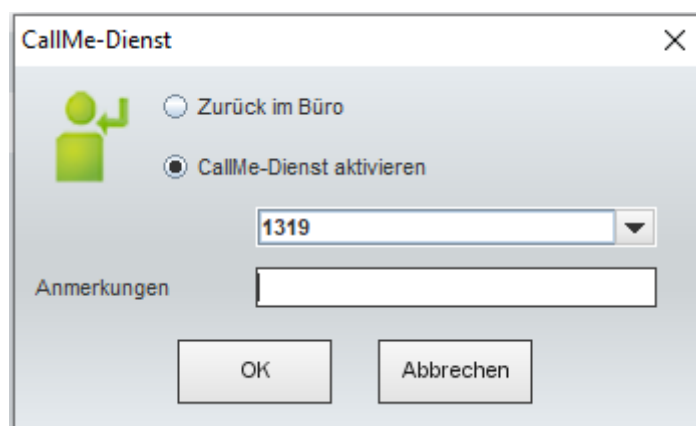 CallMe-Dienst
Zurück im Büro
CallMe-Dienst aktivieren
1319
Anmerkungen
OK
Abbrechen